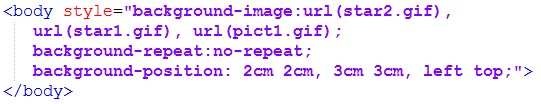 <body style="background-image:url(star2.gif),
url(star1.gif), url(pict1.gif);
background-repeat:no-repeat;
background-position: 2cm 2cm, 3cm 3cm, left top;">
</body>